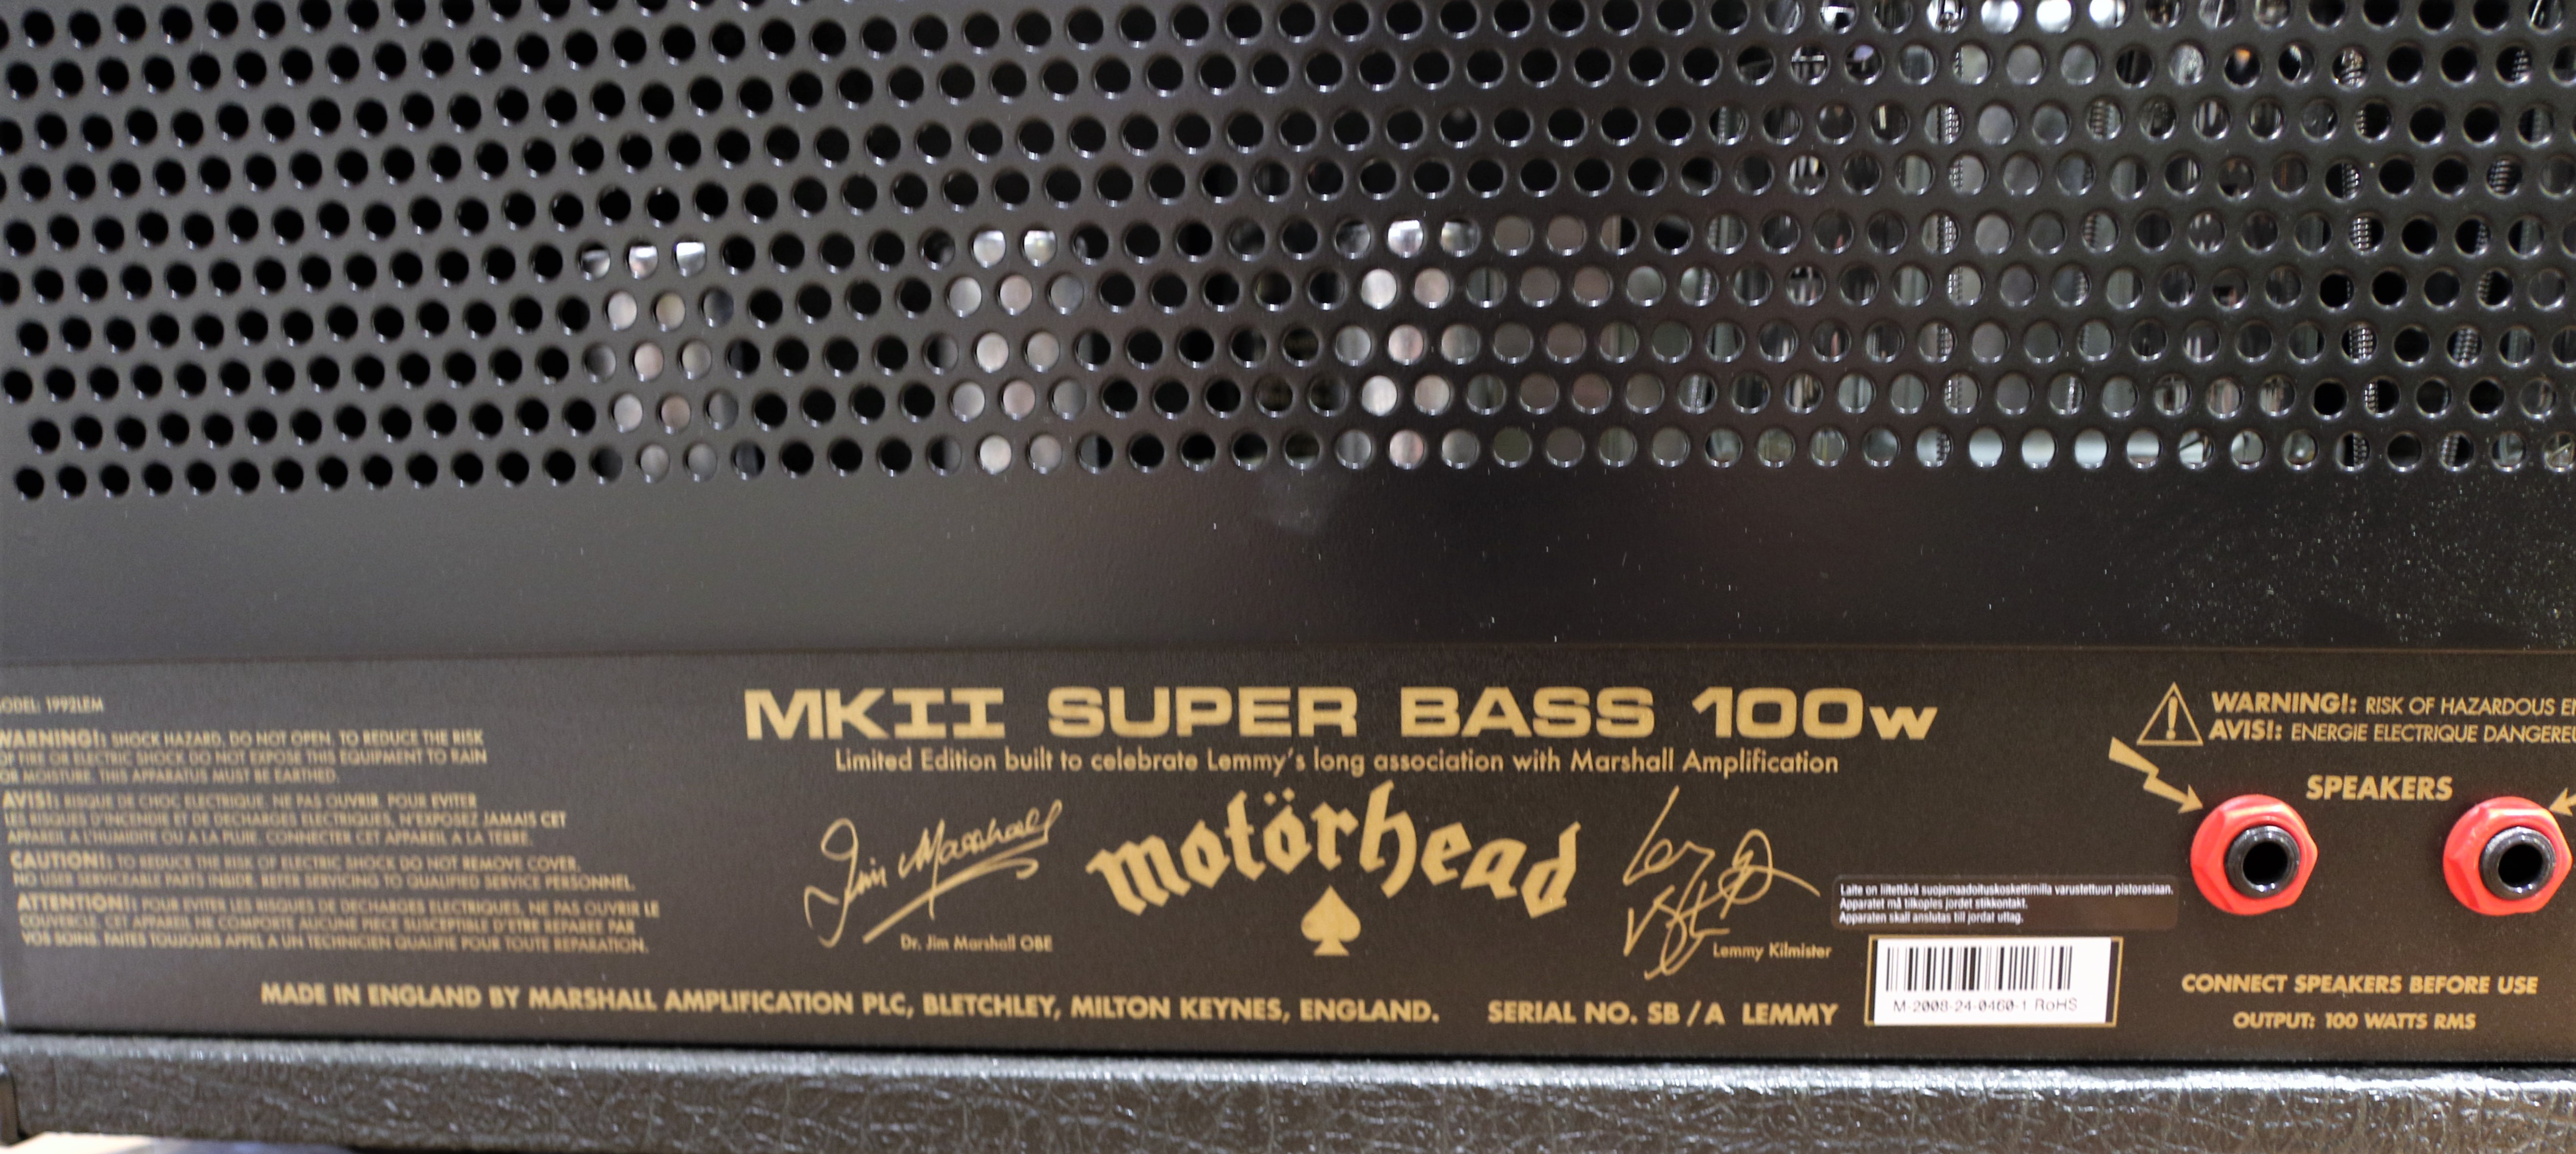 MODEL: 1992LEM
WARNING!: SHOCK HAZARD. DO NOT OPEN. TO REDUCE THE RISK
OF FIRE OR ELECTRIC SHOCK DO NOT EXPOSE THIS EQUIPMENT TO RAIN
OR MOISTURE. THIS APPARATUS MUST BE EARTHED.
AVIS!: RISQUE DE CHOC ELECTRIQUE. NE PAS OUVRIR. POUR EVITER
LES RISQUES D'INCENDIE ET DE DECHARGES ELECTRIQUES, N'EXPOSEZ JAMAIS CET
APPAREIL A L'HUMIDITE OU A LA PLUIE. CONNECTER CET APPAREIL A LA TERRE.
CAUTION!: TO REDUCE THE RISK OF ELECTRIC SHOCK DO NOT REMOVE COVER.
NO USER SERVICEABLE PARTS INSIDE. REFER SERVICING TO QUALIFIED SERVICE PERSONNEL.
ATTENTION!: POUR EVITER LES RISQUES DE DECHARGES ELECTRIQUES, NE PAS OUVRIR LE
COUVERCLE. CET APPAREIL NE COMPORTE AUCUNE PIECE SUSCEPTIBLE D'ETRE REPAREE PAR
VOS SOINS. FAITES TOUJOURS APPEL A UN TECHNICIEN QUALIFIE POUR TOUTE REPARATION.
MKII SUPER BASS 100w
Limited Edition built to celebrate Lemmy's long association with Marshall Amplification
Jim Marshall
motörhead
Dr. Jim Marshall OBE
Lemmy Kilmister
MADE IN ENGLAND BY MARSHALL AMPLIFICATION PLC, BLETCHLEY, MILTON KEYNES, ENGLAND.
SERIAL NO. SB / A LEMMY
Laite on liitettävä suojamaadoituskoskettimilla varustettuun pistorasiaan.
Apparatet må tilkoples jordet stikkontakt.
Apparaten skall anslutas till jordat uttag.
M-2008-24-0460-1 RoHS
WARNING!: RISK OF HAZARDOUS
AVIS!: ENERGIE ELECTRIQUE
SPEAKERS
CONNECT SPEAKERS BEFORE USE
OUTPUT: 100 WATTS RMS